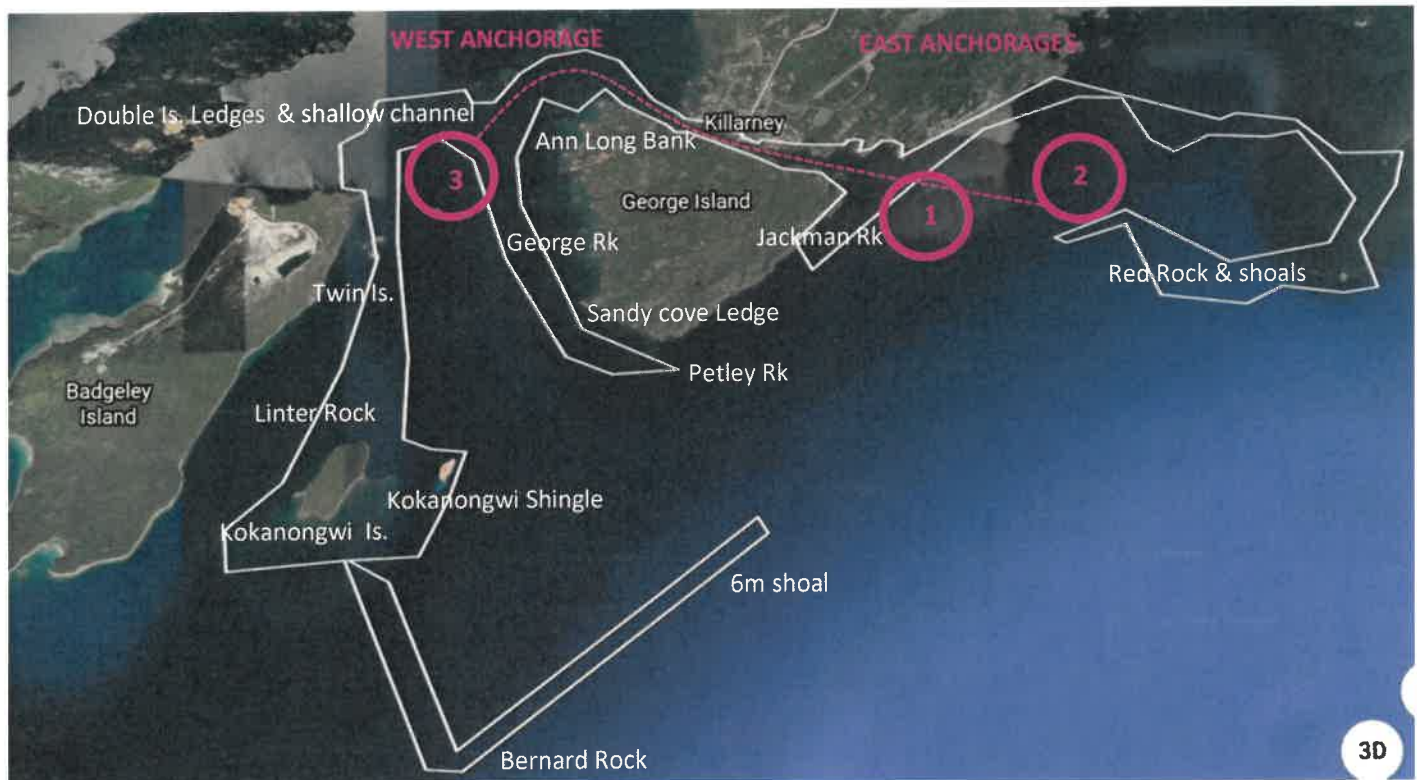 WEST ANCHORAGE
EAST ANCHORAGES
Double Is. Ledges & shallow channel
Killarney
Ann Long Bank
3
2
George Island
1
George Rk
Jackman Rk
Red Rock & shoals
Twin Is.
Sandy cove Ledge
Petley Rk
Badgeley
Island
Linter Rock
Kokanongwi Shingle
Kokanongwi Is.
6m shoal
Bernard Rock
3D